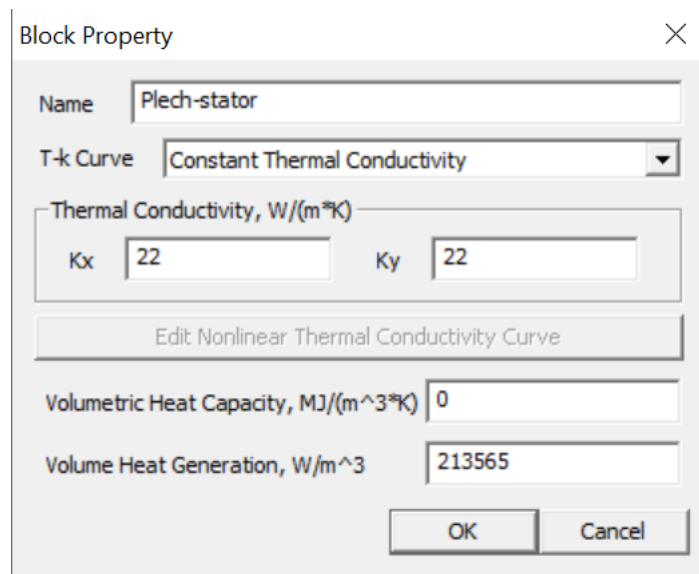 Block Property
Name Plech-stator
T-k Curve Constant Thermal Conductivity
Thermal Conductivity, W/(m*K)
Kx 22 Ky 22
Edit Nonlinear Thermal Conductivity Curve
Volumetric Heat Capacity, MJ/(m^3*K) 0
Volume Heat Generation, W/m^3 213565
OK Cancel